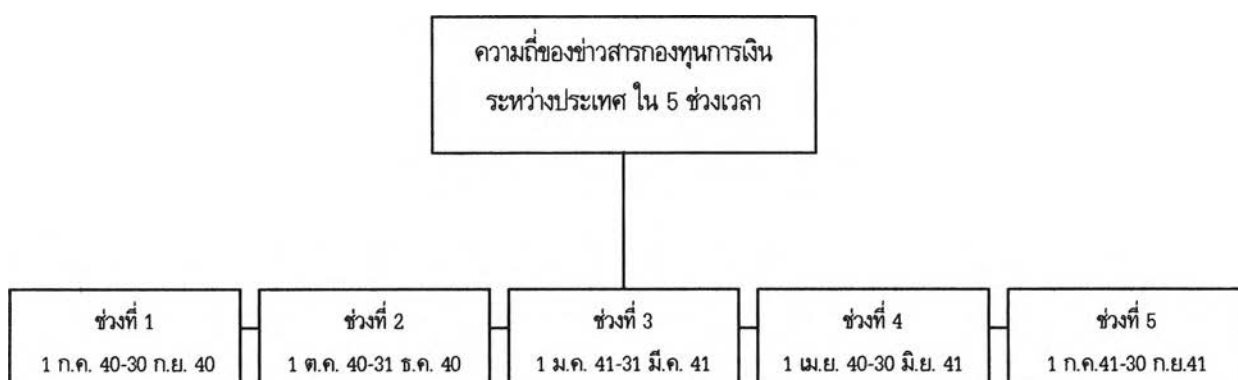 ความถี่ของข่าวสารกองทุนการเงิน
ระหว่างประเทศ ใน 5 ช่วงเวลา
ช่วงที่ 1
1 ก.ค. 40-30 ก.ย. 40
ช่วงที่ 2
1 ต.ค. 40-31 ธ.ค. 40
ช่วงที่ 3
1 ม.ค. 41-31 มี.ค. 41
ช่วงที่ 4
1 เม.ย. 40-30 มิ.ย. 41
ช่วงที่ 5
1 ก.ค.41-30 ก.ย.41